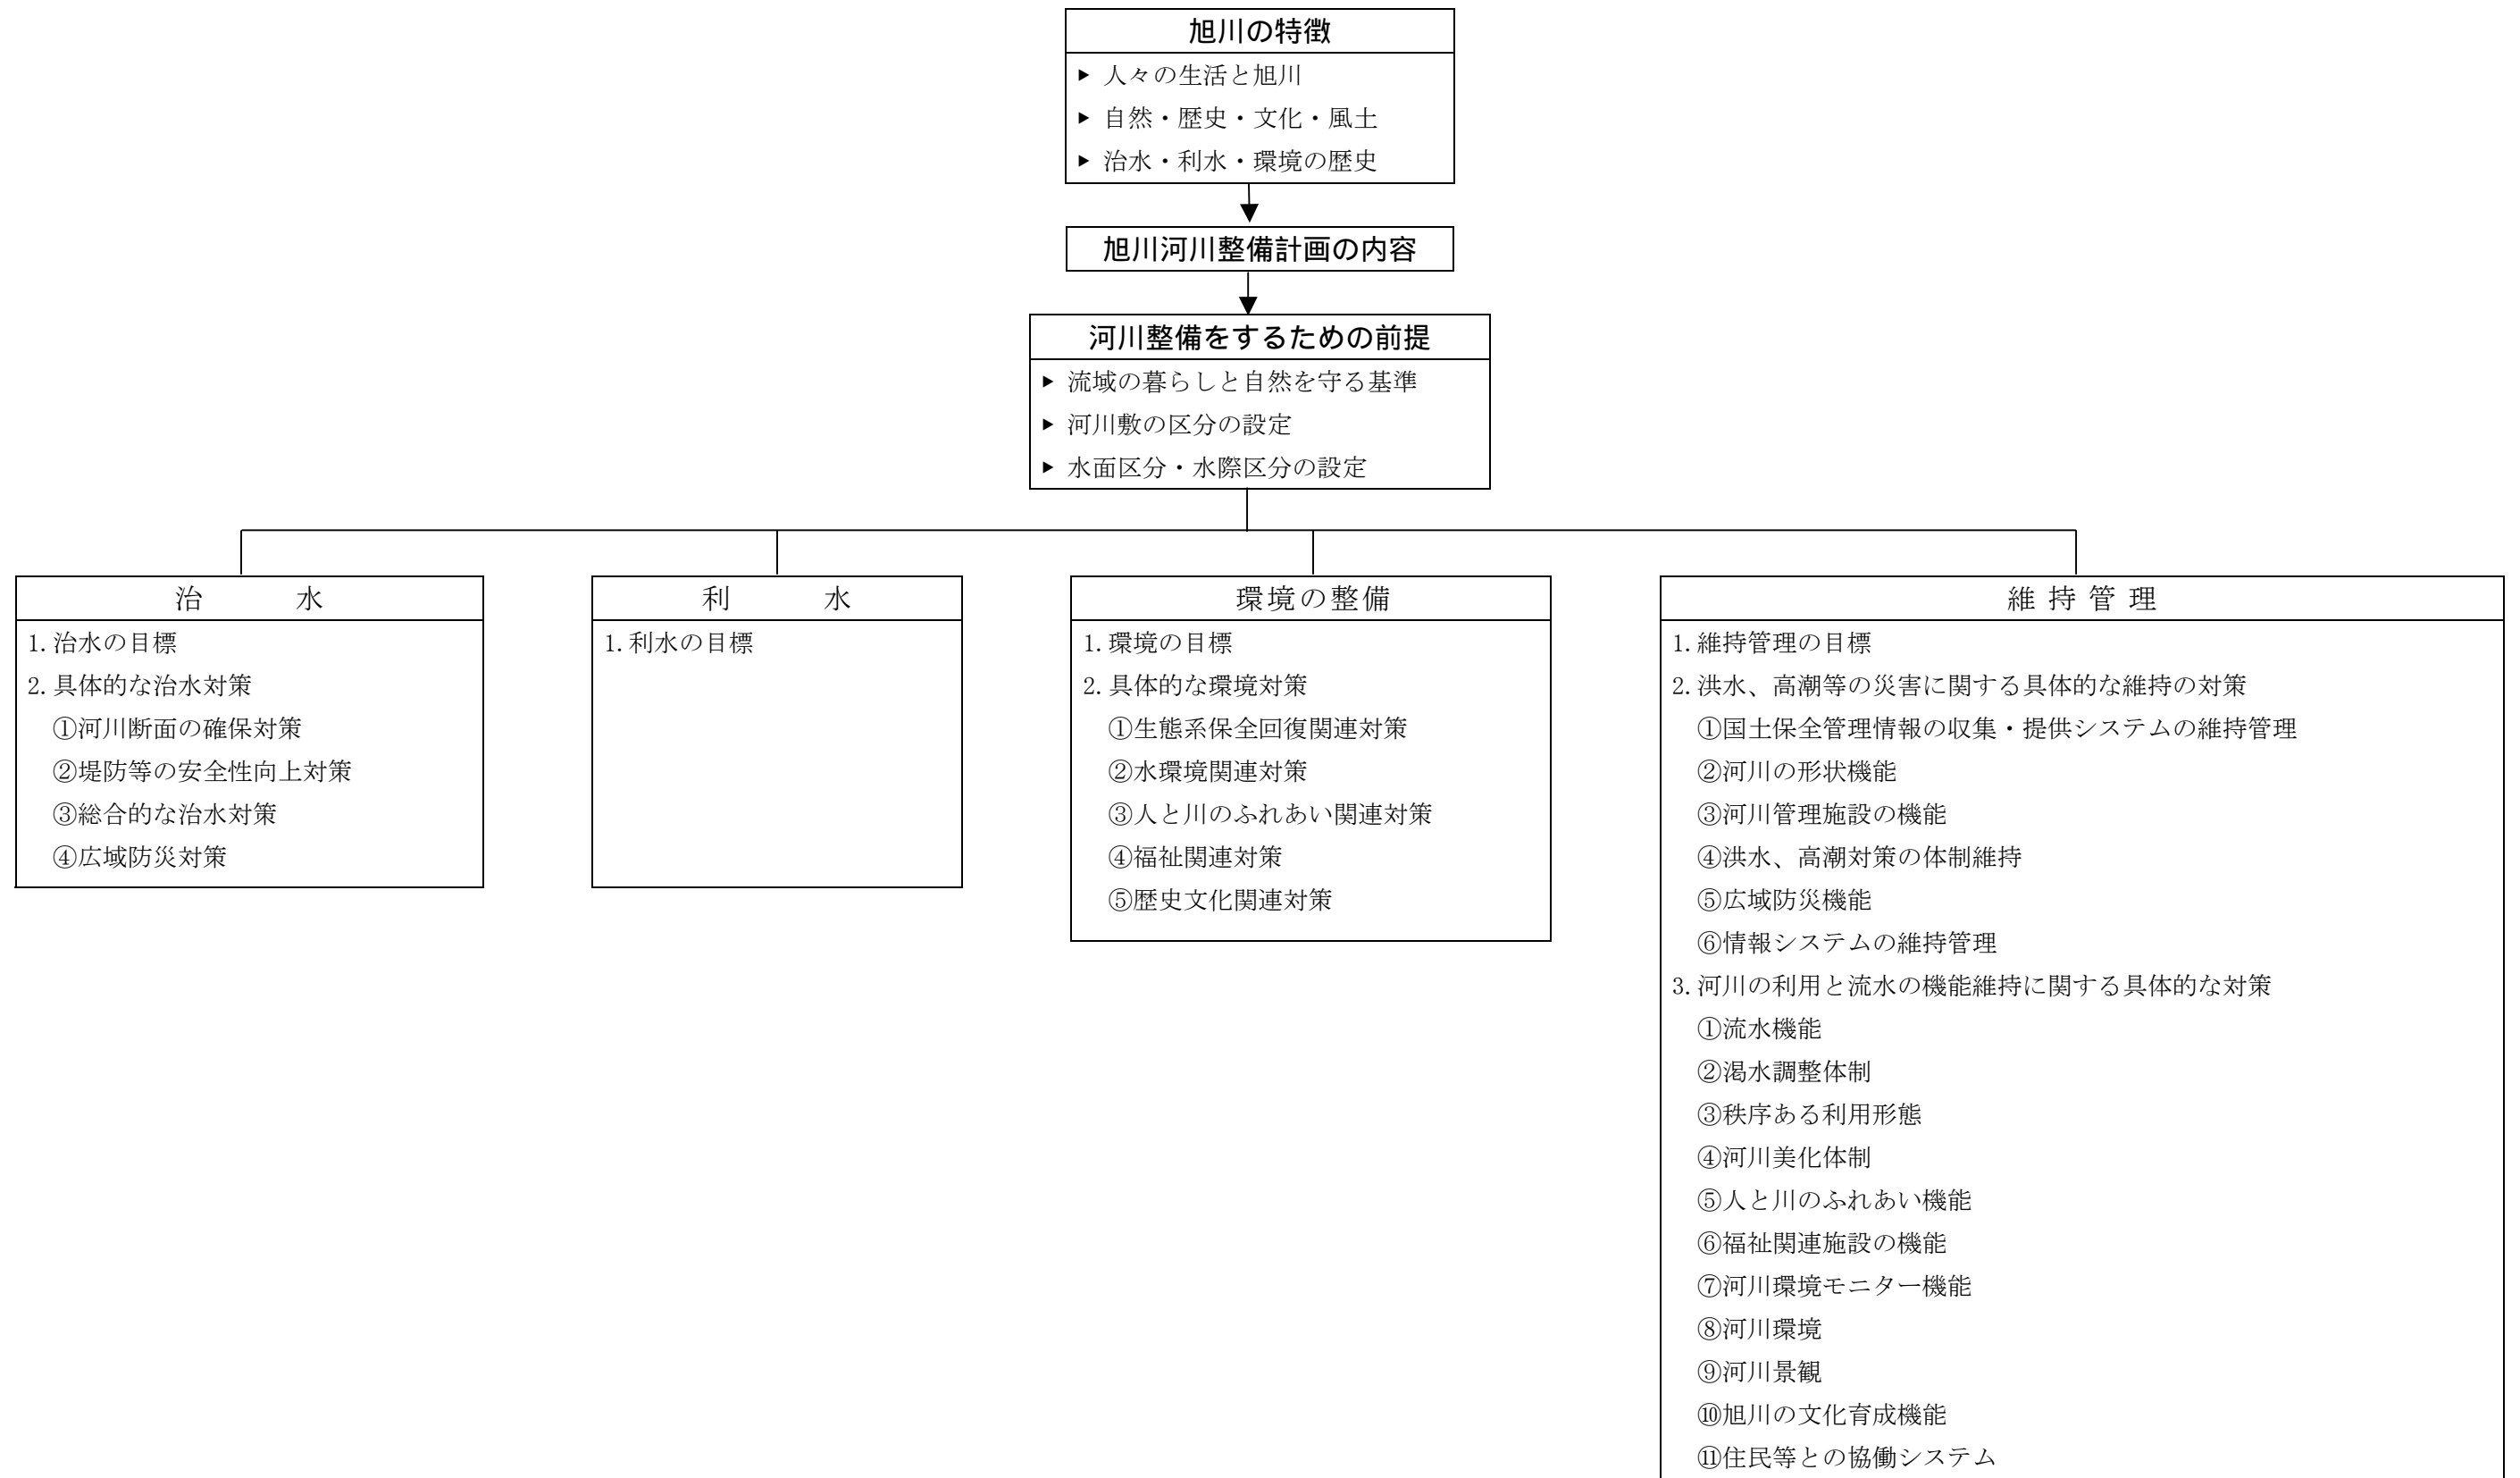 旭川の特徴
▶ 人々の生活と旭川
▶ 自然・歴史・文化・風土
▶ 治水・利水・環境の歴史
旭川河川整備計画の内容
河川整備をするための前提
▶ 流域の暮らしと自然を守る基準
▶ 河川敷の区分の設定
▶ 水面区分・水際区分の設定
治 水
1.治水の目標
2.具体的な治水対策
①河川断面の確保対策
②堤防等の安全性向上対策
③総合的な治水対策
④広域防災対策
利 水
1.利水の目標
環境の整備
1.環境の目標
2.具体的な環境対策
①生態系保全回復関連対策
②水環境関連対策
③人と川のふれあい関連対策
④福祉関連対策
⑤歴史文化関連対策
維持管理
1.維持管理の目標
2.洪水、高潮等の災害に関する具体的な維持の対策
①国土保全管理情報の収集・提供システムの維持管理
②河川の形状機能
③河川管理施設の機能
④洪水、高潮対策の体制維持
⑤広域防災機能
⑥情報システムの維持管理
3.河川の利用と流水の機能維持に関する具体的な対策
①流水機能
②渇水調整体制
③秩序ある利用形態
④河川美化体制
⑤人と川のふれあい機能
⑥福祉関連施設の機能
⑦河川環境モニター機能
⑧河川環境
⑨河川景観
⑩旭川の文化育成機能
⑪住民等との協働システム